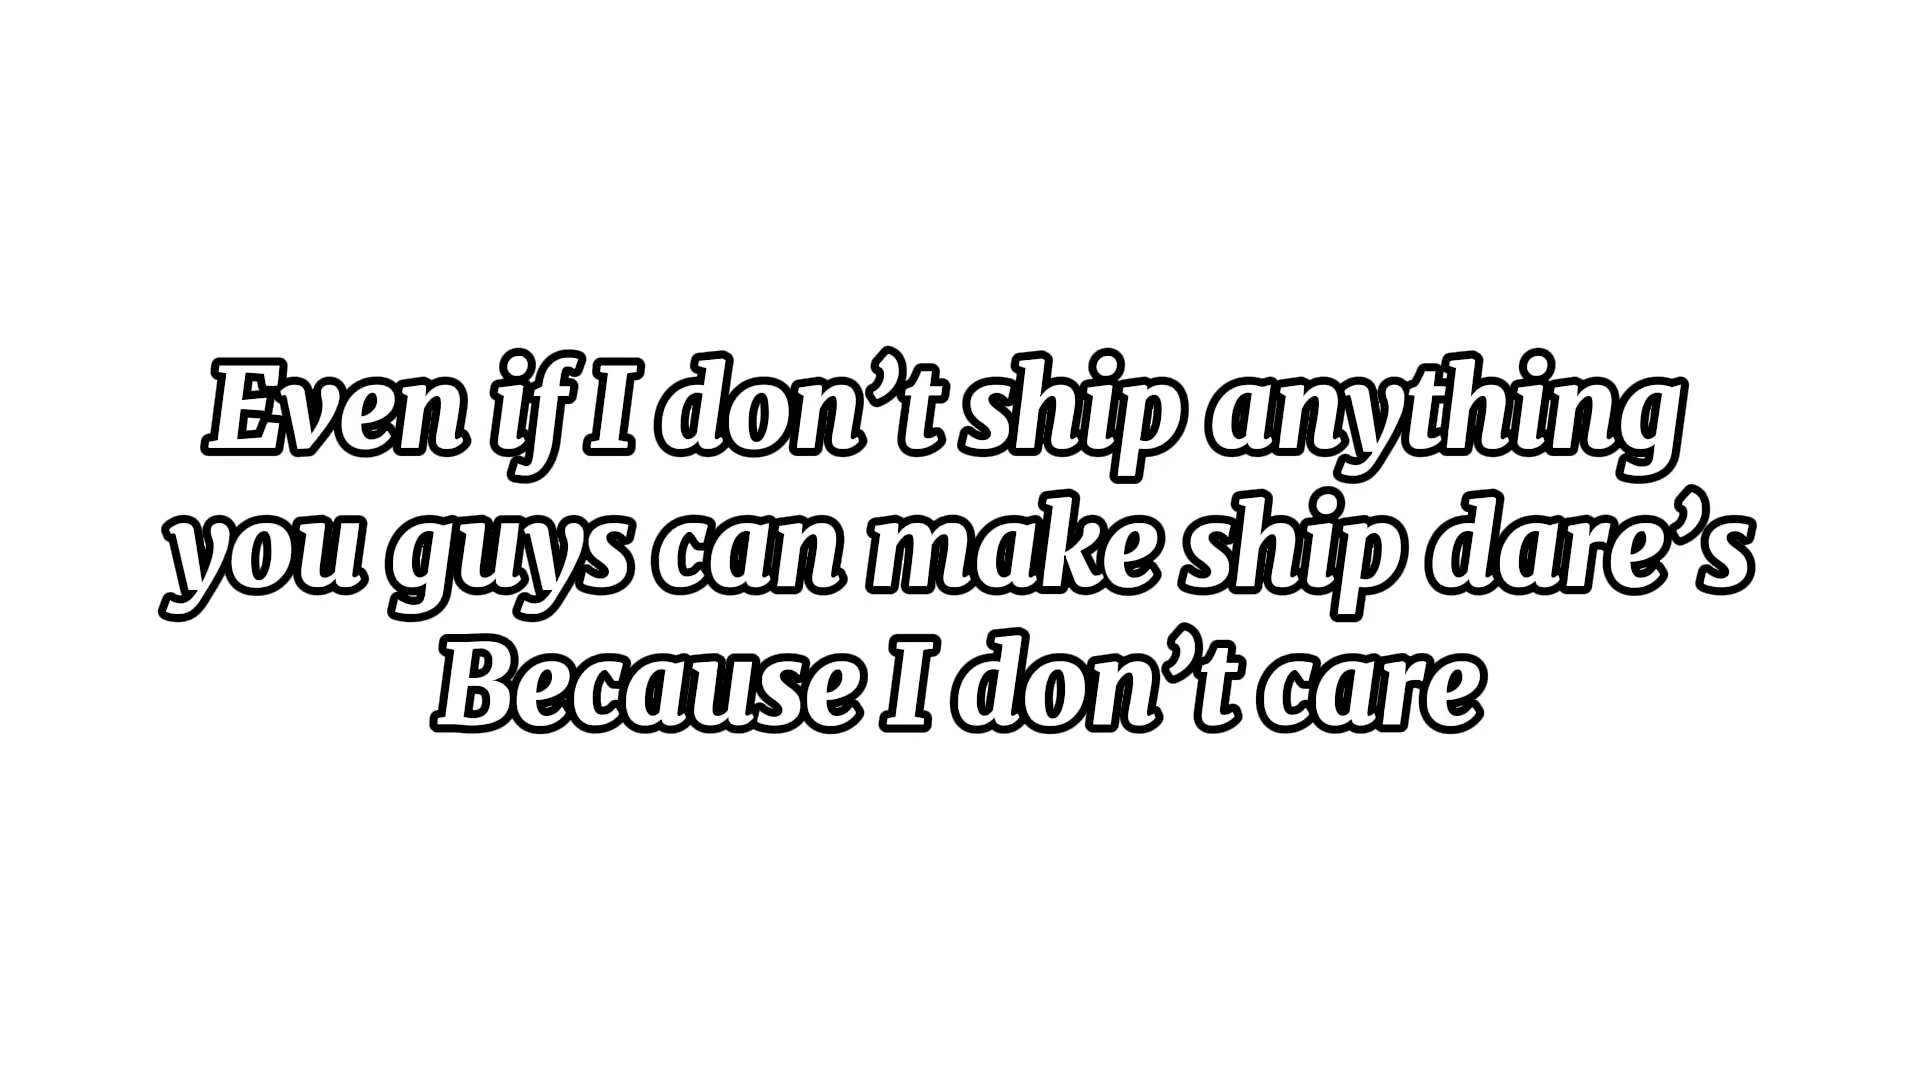 Even if I don’t ship anything
you guys can make ship dare’s
Because I don’t care